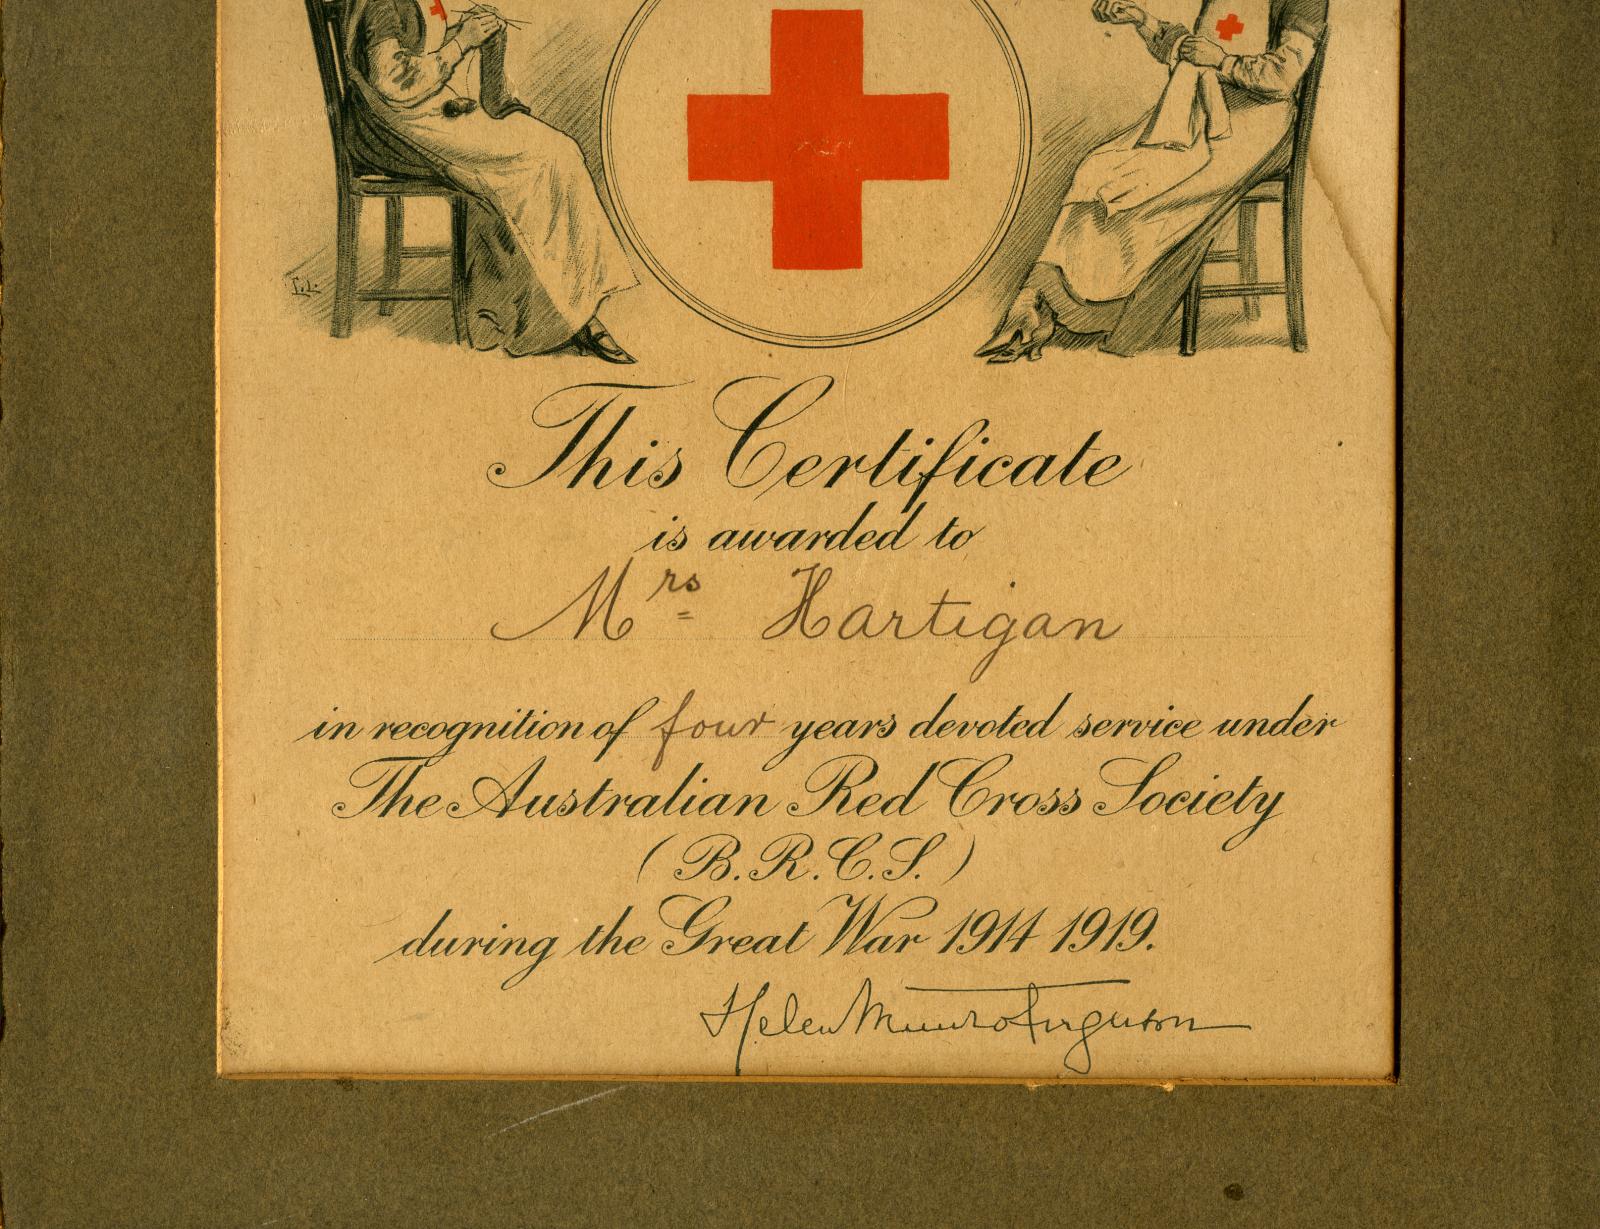 L.L.
This Certificate
is awarded to
Mrs Hartigan
in recognition of four years devoted service under
The Australian Red Cross Society
(B.R.C.S.)
during the Great War 1914 1919.
Helen Munro Ferguson